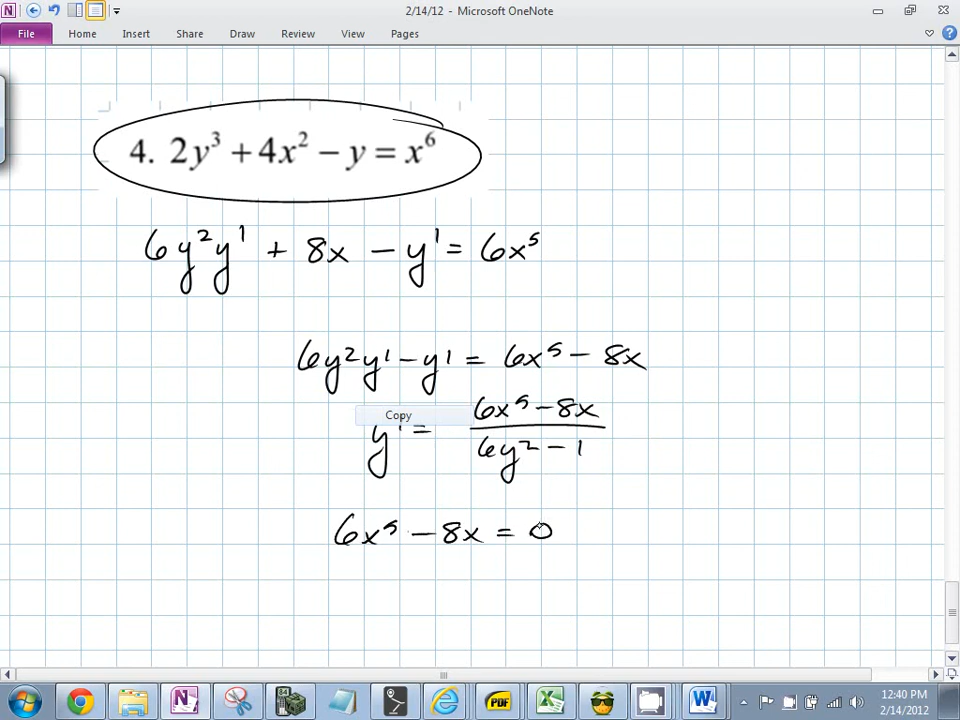 2/14/12 - Microsoft OneNote
File Home Insert Share Draw Review View Pages
4. 2y³ + 4x² − y = x⁶
6y²y' + 8x − y' = 6x⁵
6y²y' − y' = 6x⁵ − 8x
Copy
y' = (6x⁵ − 8x)/(6y² − 1)
6x⁵ − 8x = 0
PDF
12:40 PM
2/14/2012